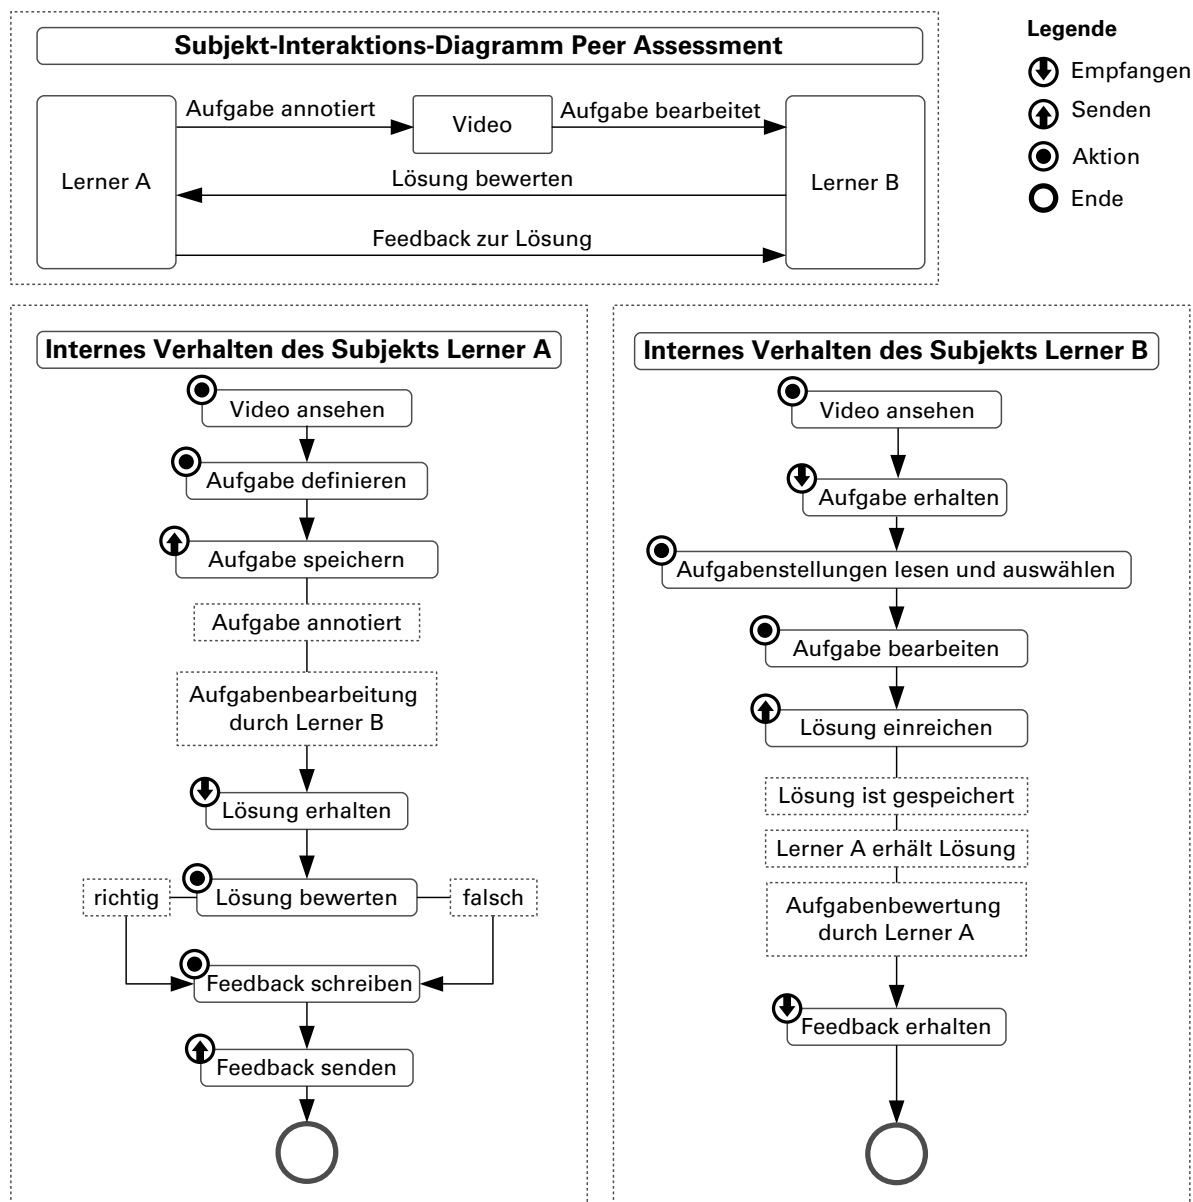 Subjekt-Interaktions-Diagramm Peer Assessment
Lerner A
Aufgabe annotiert
Video
Aufgabe bearbeitet
Lerner B
Lösung bewerten
Feedback zur Lösung
Legende
Empfangen
Senden
Aktion
Ende
Internes Verhalten des Subjekts Lerner A
Video ansehen
Aufgabe definieren
Aufgabe speichern
Aufgabe annotiert
Aufgabenbearbeitung
durch Lerner B
Lösung erhalten
richtig
Lösung bewerten
falsch
Feedback schreiben
Feedback senden
Internes Verhalten des Subjekts Lerner B
Video ansehen
Aufgabe erhalten
Aufgabenstellungen lesen und auswählen
Aufgabe bearbeiten
Lösung einreichen
Lösung ist gespeichert
Lerner A erhält Lösung
Aufgabenbewertung
durch Lerner A
Feedback erhalten